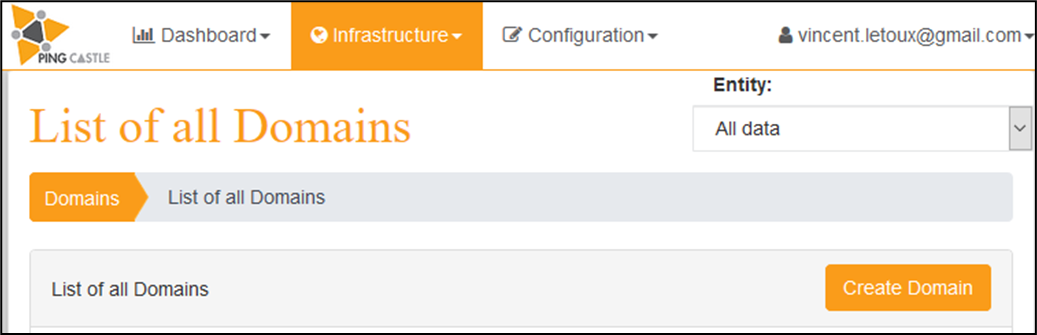 PING CASTLE
Dashboard
Infrastructure
Configuration
vincent.letoux@gmail.com
Entity:
List of all Domains
All data
Domains
List of all Domains
List of all Domains
Create Domain